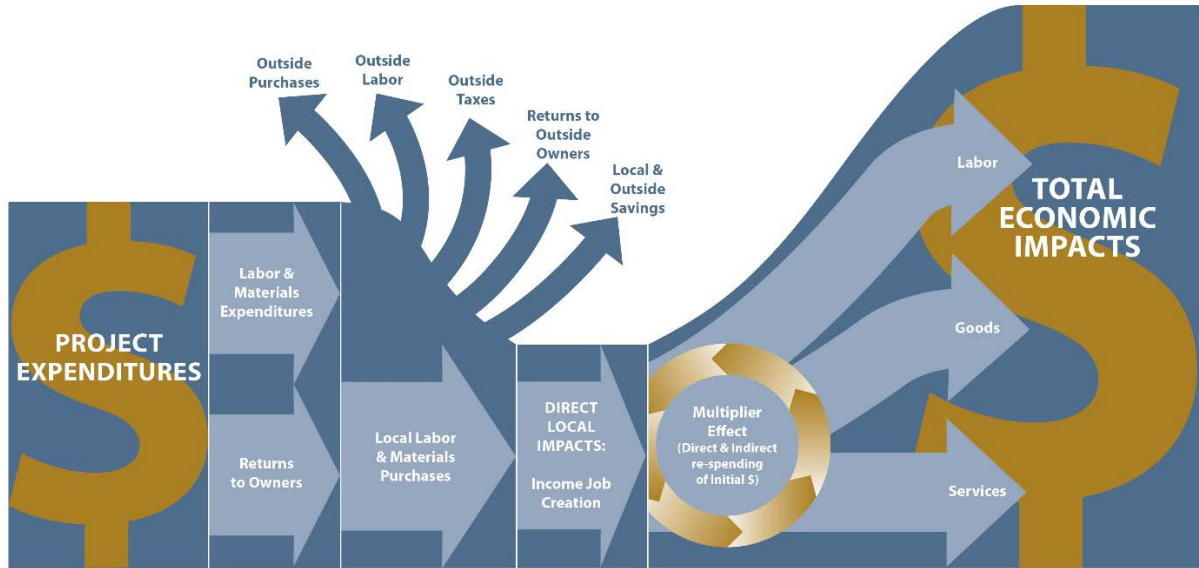 PROJECT
EXPENDITURES
Labor &
Materials
Expenditures
Returns
to Owners
Outside
Purchases
Outside
Labor
Outside
Taxes
Returns to
Outside
Owners
Local &
Outside
Savings
Local Labor
& Materials
Purchases
DIRECT
LOCAL
IMPACTS:
Income Job
Creation
Multiplier
Effect
(Direct & Indirect
re-spending
of Initial $)
Labor
Goods
Services
TOTAL
ECONOMIC
IMPACTS